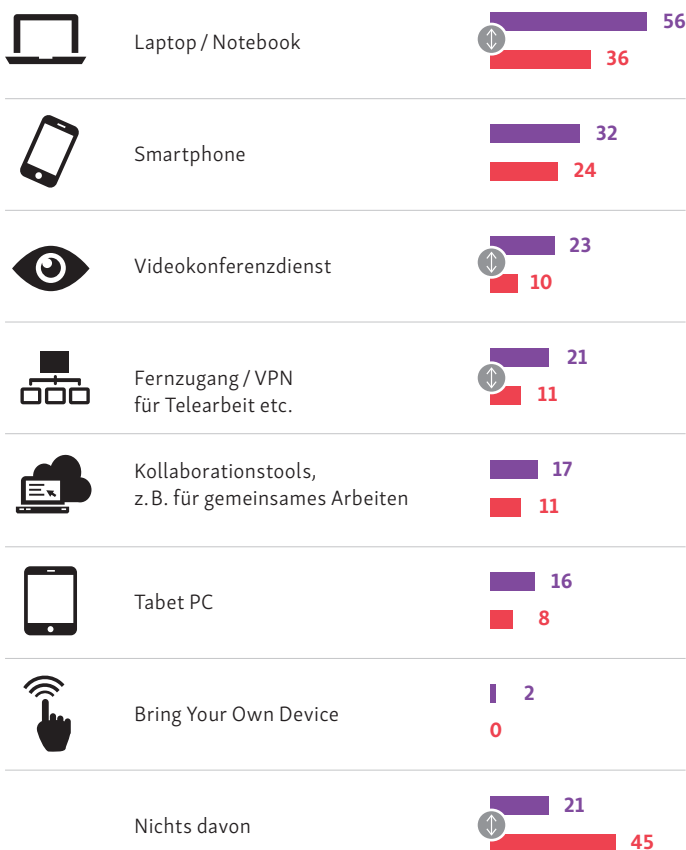 Laptop / Notebook
56
36
Smartphone
32
24
Videokonferenzdienst
23
10
Fernzugang / VPN
für Telearbeit etc.
21
11
Kollaborationstools,
z. B. für gemeinsames Arbeiten
17
11
Tabet PC
16
8
Bring Your Own Device
2
0
Nichts davon
21
45